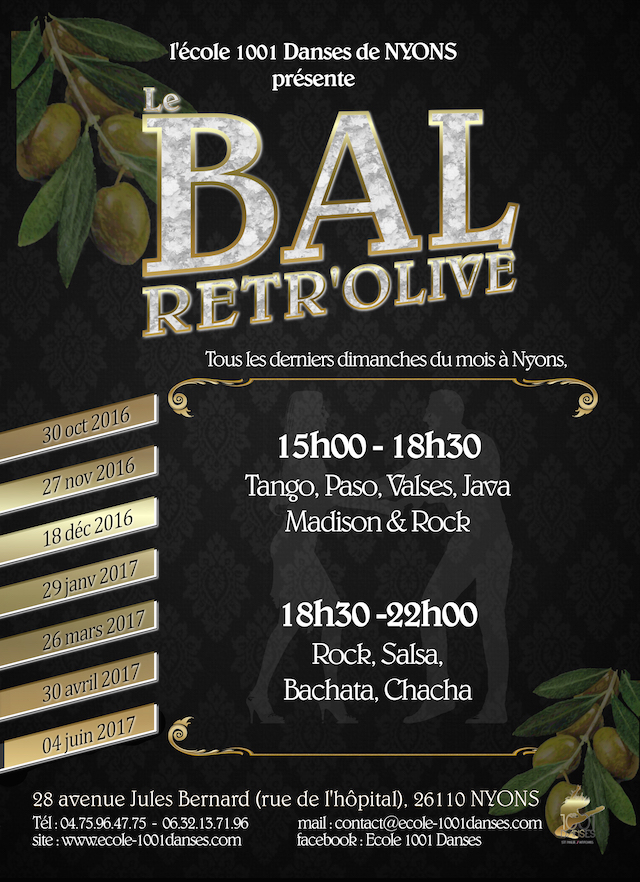 l'école 1001 Danses de NYONS
présente
Le
BAL
RETR'OLIVE
Tous les derniers dimanches du mois à Nyons,
30 oct 2016
27 nov 2016
18 déc 2016
29 janv 2017
26 mars 2017
30 avril 2017
04 juin 2017
15h00 - 18h30
Tango, Paso, Valses, Java
Madison & Rock
18h30 -22h00
Rock, Salsa,
Bachata, Chacha
28 avenue Jules Bernard (rue de l'hôpital), 26110 NYONS
Tél : 04.75.96.47.75 - 06.32.13.71.96
mail : contact@ecole-1001danses.com
site : www.ecole-1001danses.com
facebook : Ecole 1001 Danses